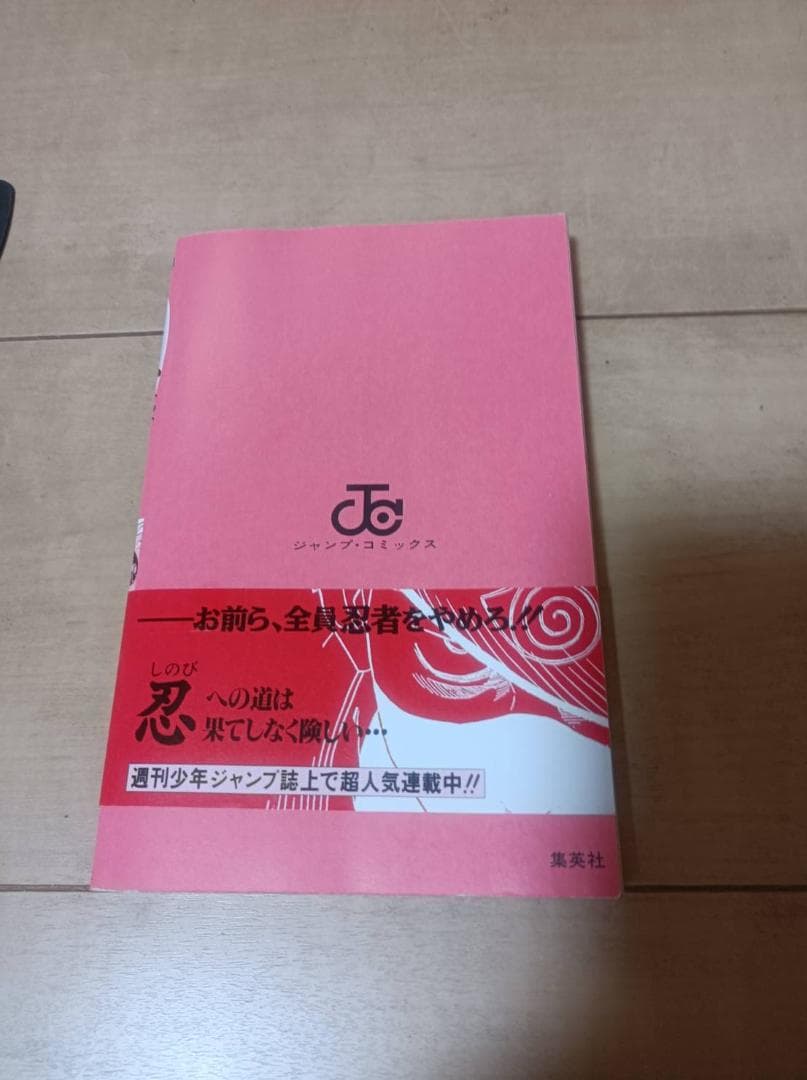 ジャンプ・コミックス
──お前ら、全員忍者をやめろ!!
しのび
忍への道は
果てしなく険しい…
週刊少年ジャンプ誌上で超人気連載中!!
集英社